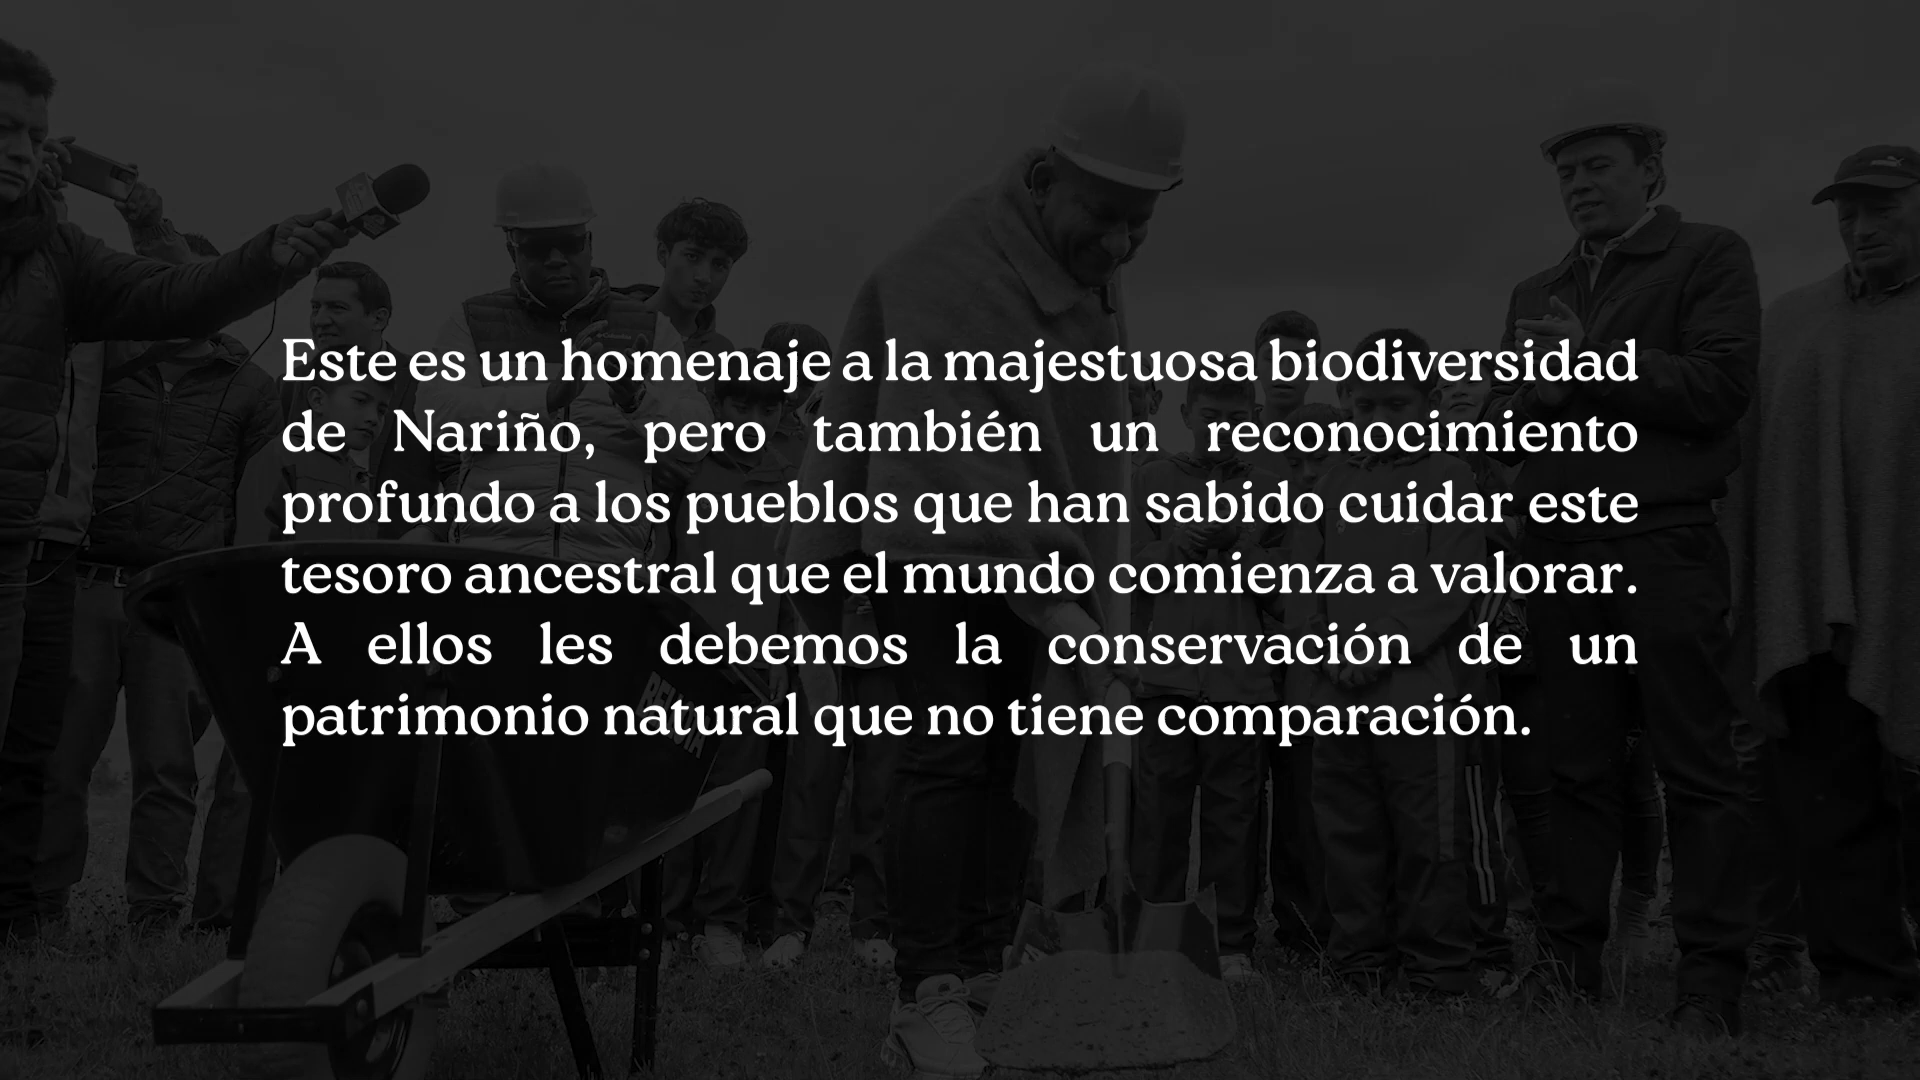 Este es un homenaje a la majestuosa biodiversidad
de Nariño, pero también un reconocimiento
profundo a los pueblos que han sabido cuidar este
tesoro ancestral que el mundo comienza a valorar.
A ellos les debemos la conservación de un
patrimonio natural que no tiene comparación.